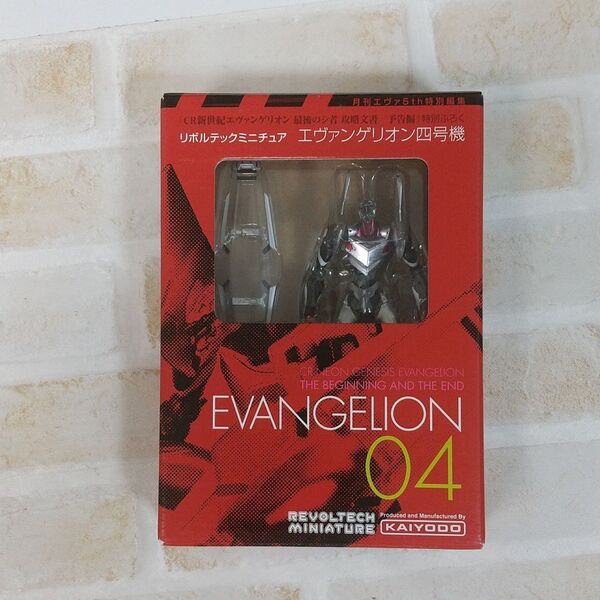 月刊エヴァ5th特別編集
「CR新世紀エヴァンゲリオン 最後のシ者 攻略文書 予告編」特別ふろく
リボルテックミニチュア エヴァンゲリオン四号機
CR NEON GENESIS EVANGELION
THE BEGINNING AND THE END
EVANGELION
04
REVOLTECH
MINIATURE
Produced and Manufactured By
KAIYODO